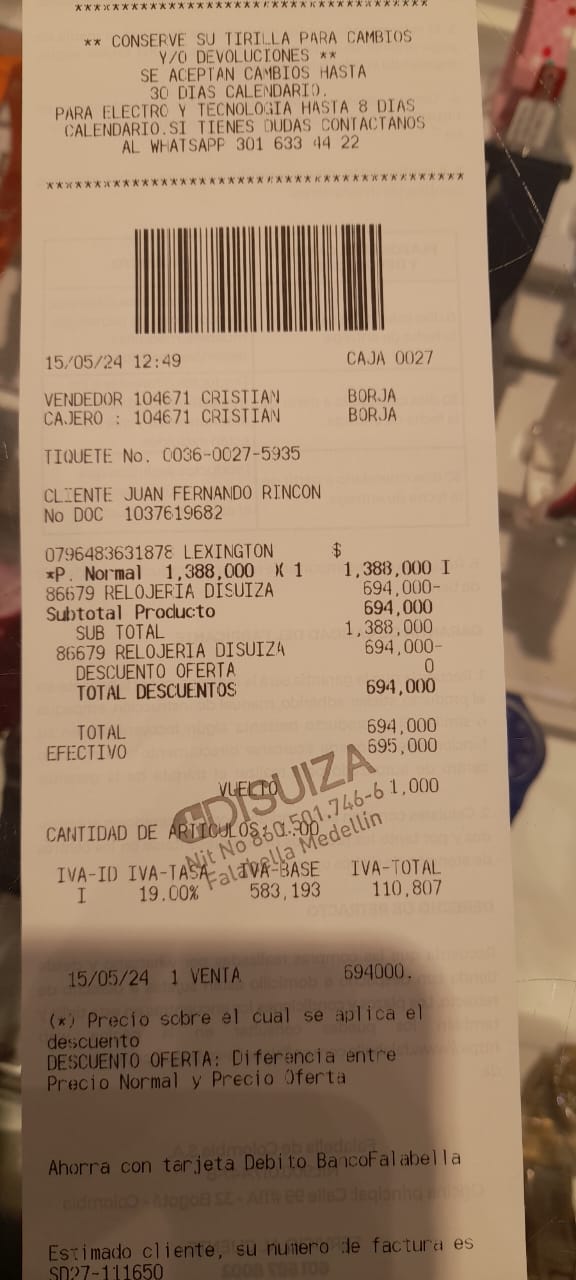 ************************************************
** CONSERVE SU TIRILLA PARA CAMBIOS
Y/O DEVOLUCIONES **
SE ACEPTAN CAMBIOS HASTA
30 DIAS CALENDARIO.
PARA ELECTRO Y TECNOLOGIA HASTA 8 DIAS
CALENDARIO.SI TIENES DUDAS CONTACTANOS
AL WHATSAPP 301 633 44 22
************************************************
15/05/24 12:49 CAJA 0027
VENDEDOR 104671 CRISTIAN BORJA
CAJERO : 104671 CRISTIAN BORJA
TIQUETE No. 0036-0027-5935
CLIENTE JUAN FERNANDO RINCON
No DOC 1037619682
0796483631878 LEXINGTON $
*P. Normal 1,388,000 X 1 1,388,000 I
86679 RELOJERIA DISUIZA 694,000-
Subtotal Producto 694,000
SUB TOTAL 1,388,000
86679 RELOJERIA DISUIZA 694,000-
DESCUENTO OFERTA 0
TOTAL DESCUENTOS 694,000
TOTAL 694,000
EFECTIVO 695,000
VUELTO 1,000
DISUIZA
Nit No 860.501.746-6
Falabella Medellin
CANTIDAD DE ARTICULOS: 1.00
IVA-ID IVA-TASA IVA-BASE IVA-TOTAL
I 19.00% 583,193 110,807
15/05/24 1 VENTA 694000.
(*) Precio sobre el cual se aplica el
descuento
DESCUENTO OFERTA: Diferencia entre
Precio Normal y Precio Oferta
Ahorra con tarjeta Debito BancoFalabella
Estimado cliente, su numero de factura es
SD27-111650